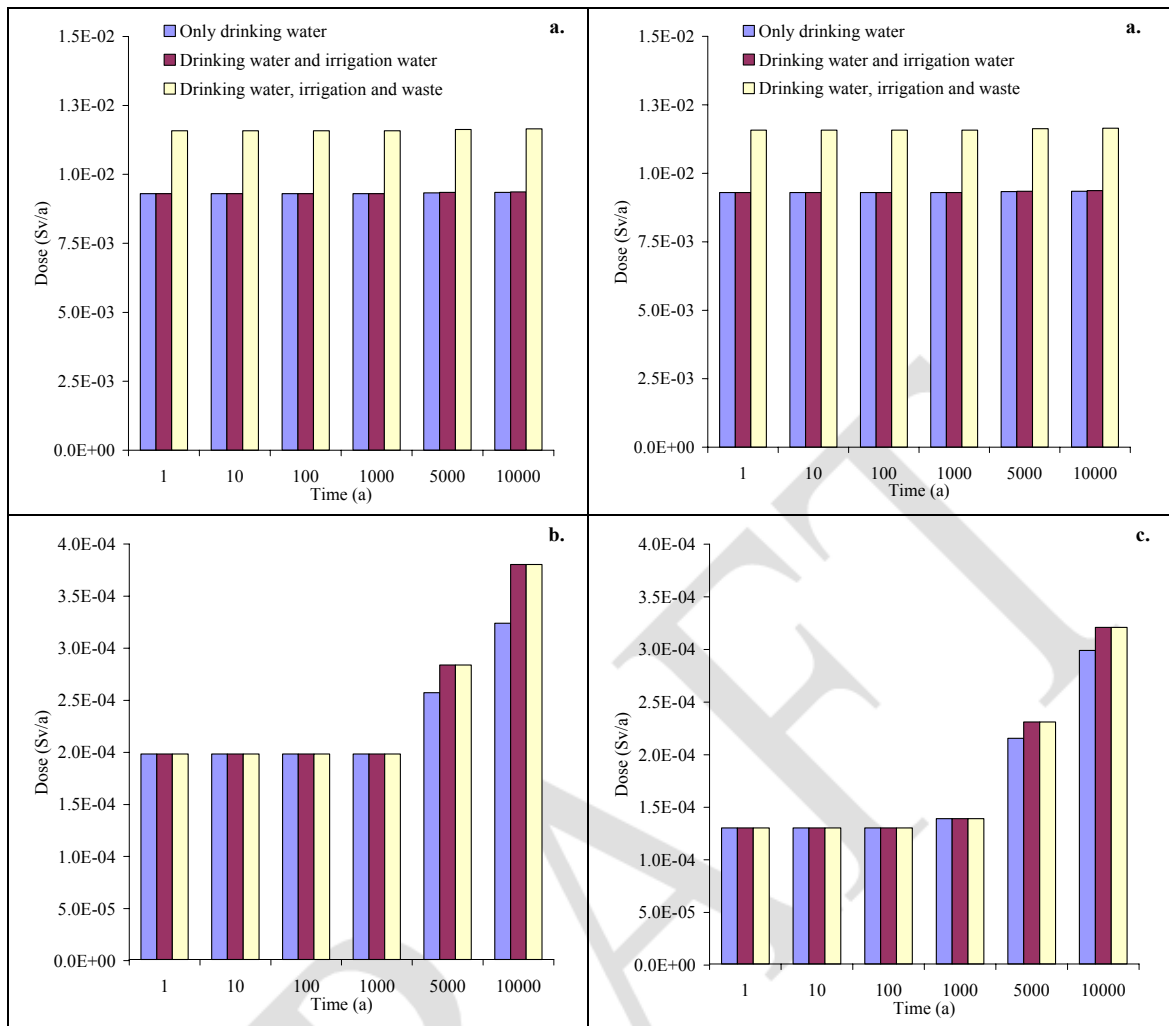 a.
Only drinking water
Drinking water and irrigation water
Drinking water, irrigation and waste
1.5E-02
1.3E-02
1.0E-02
7.5E-03
5.0E-03
2.5E-03
0.0E+00
Dose (Sv/a)
1 10 100 1000 5000 10000
Time (a)
a.
Only drinking water
Drinking water and irrigation water
Drinking water, irrigation and waste
1.5E-02
1.3E-02
1.0E-02
7.5E-03
5.0E-03
2.5E-03
0.0E+00
Dose (Sv/a)
1 10 100 1000 5000 10000
Time (a)
b.
4.0E-04
3.5E-04
3.0E-04
2.5E-04
2.0E-04
1.5E-04
1.0E-04
5.0E-05
0.0E+00
Dose (Sv/a)
1 10 100 1000 5000 10000
Time (a)
c.
4.0E-04
3.5E-04
3.0E-04
2.5E-04
2.0E-04
1.5E-04
1.0E-04
5.0E-05
0.0E+00
Dose (Sv/a)
1 10 100 1000 5000 10000
Time (a)
DRAFT